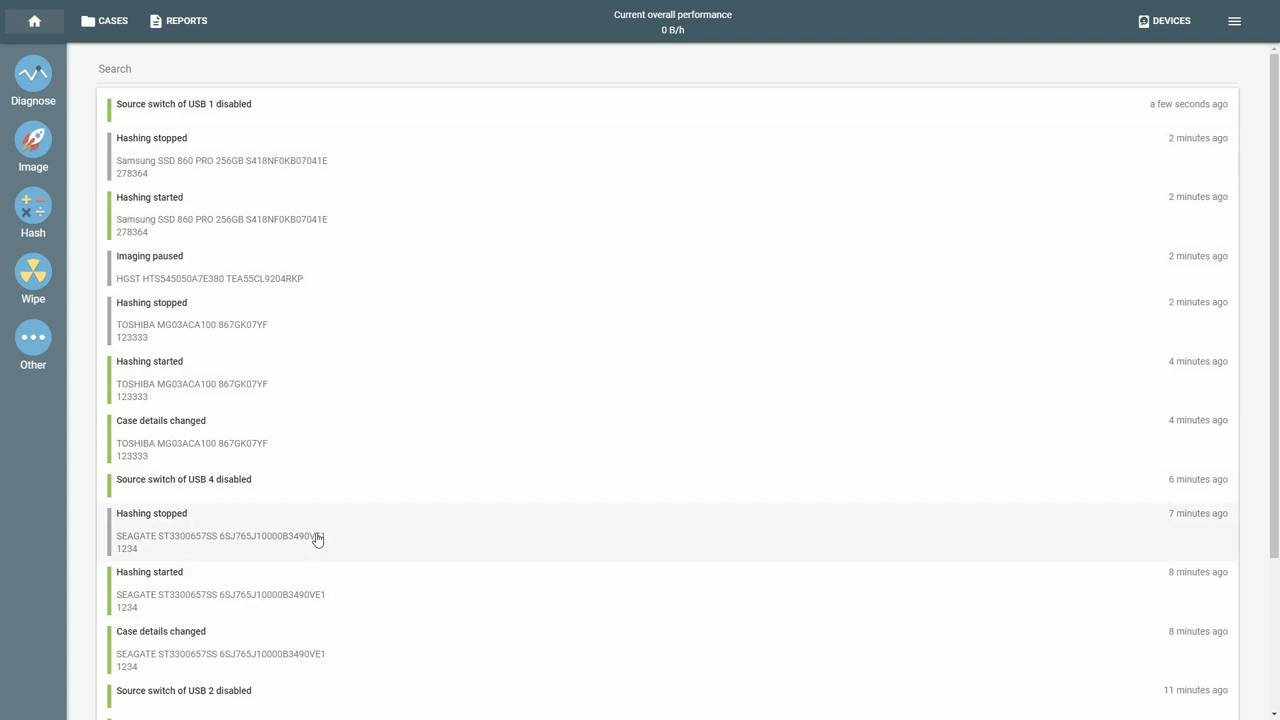 CASES
REPORTS
Current overall performance
0 B/h
DEVICES
Diagnose
Image
Hash
Wipe
Other
Search
Source switch of USB 1 disabled a few seconds ago
Hashing stopped 2 minutes ago
Samsung SSD 860 PRO 256GB S418NF0KB07041E
278364
Hashing started 2 minutes ago
Samsung SSD 860 PRO 256GB S418NF0KB07041E
278364
Imaging paused 2 minutes ago
HGST HTS545050A7E380 TEA55CL9204RKP
Hashing stopped 2 minutes ago
TOSHIBA MG03ACA100 867GK07YF
123333
Hashing started 4 minutes ago
TOSHIBA MG03ACA100 867GK07YF
123333
Case details changed 4 minutes ago
TOSHIBA MG03ACA100 867GK07YF
123333
Source switch of USB 4 disabled 6 minutes ago
Hashing stopped 7 minutes ago
SEAGATE ST3300657SS
1234
Hashing started 8 minutes ago
SEAGATE ST3300657SS 6SJ765J10000B3490VE1
1234
Case details changed 8 minutes ago
SEAGATE ST3300657SS 6SJ765J10000B3490VE1
1234
Source switch of USB 2 disabled 11 minutes ago